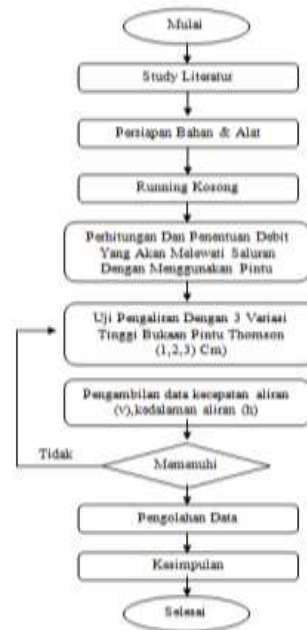 Mulai
Study Literatur
Persiapan Bahan & Alat
Running Kosong
Perhitungan Dan Penentuan Debit
Yang Akan Melewati Saluran
Dengan Menggunakan Pintu
Uji Pengaliran Dengan 3 Variasi
Tinggi Bukaan Pintu Thomson
(1,2,3) Cm)
Pengambilan data kecepatan aliran
(v),kedalaman aliran (h)
Tidak
Memenuhi
Pengolahan Data
Kesimpulan
Selesai